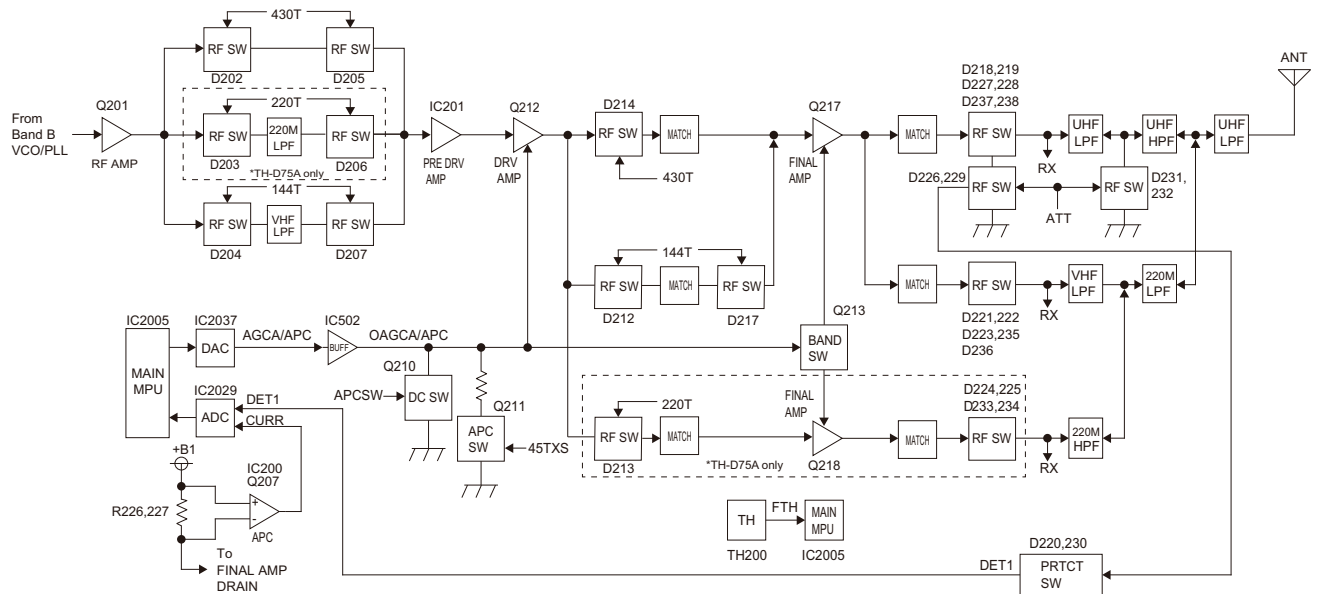 430T
RF SW
RF SW
D202
D205
From
Band B
VCO/PLL
Q201
RF AMP
220T
RF SW
220M
LPF
RF SW
D203
D206
*TH-D75A only
144T
RF SW
VHF
LPF
RF SW
D204
D207
IC201
PRE DRV
AMP
Q212
DRV
AMP
D214
RF SW
MATCH
430T
Q217
FINAL
AMP
MATCH
D218,219
D227,228
D237,238
RF SW
RX
UHF
LPF
UHF
HPF
UHF
LPF
ANT
D226,229
RF SW
ATT
RF SW
D231,
232
144T
RF SW
MATCH
RF SW
D212
D217
MATCH
RF SW
D221,222
D223,235
D236
RX
VHF
LPF
220M
LPF
IC2005
MAIN
MPU
IC2037
DAC
AGCA/APC
IC502
BUFF
OAGCA/APC
Q213
BAND
SW
IC2029
ADC
DET1
CURR
Q210
APCSW
DC SW
Q211
APC
SW
45TXS
220T
RF SW
MATCH
D213
FINAL
AMP
Q218
*TH-D75A only
MATCH
D224,225
D233,234
RF SW
RX
220M
HPF
+B1
R226,227
IC200
Q207
+
-
APC
To
FINAL AMP
DRAIN
TH
FTH
MAIN
MPU
TH200
IC2005
DET1
D220,230
PRTCT
SW